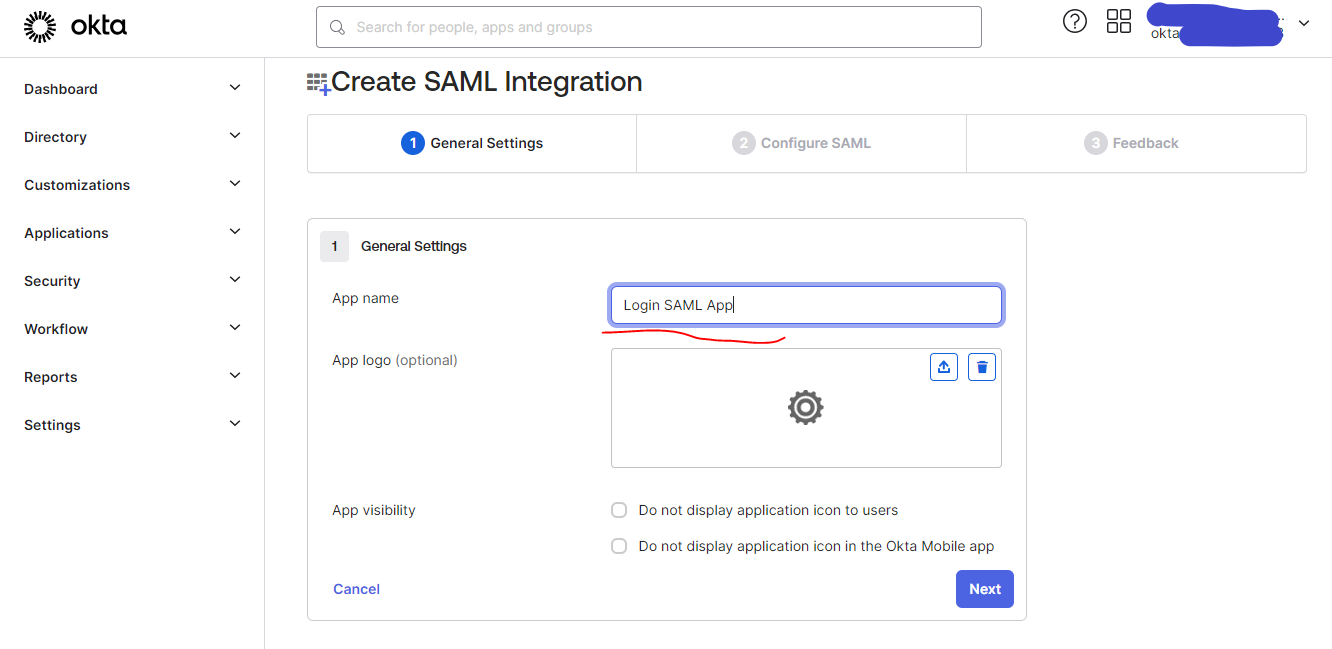 okta
Search for people, apps and groups
okta
Dashboard
Directory
Customizations
Applications
Security
Workflow
Reports
Settings
Create SAML Integration
1 General Settings
2 Configure SAML
3 Feedback
1 General Settings
App name
Login SAML App
App logo (optional)
App visibility
Do not display application icon to users
Do not display application icon in the Okta Mobile app
Cancel
Next